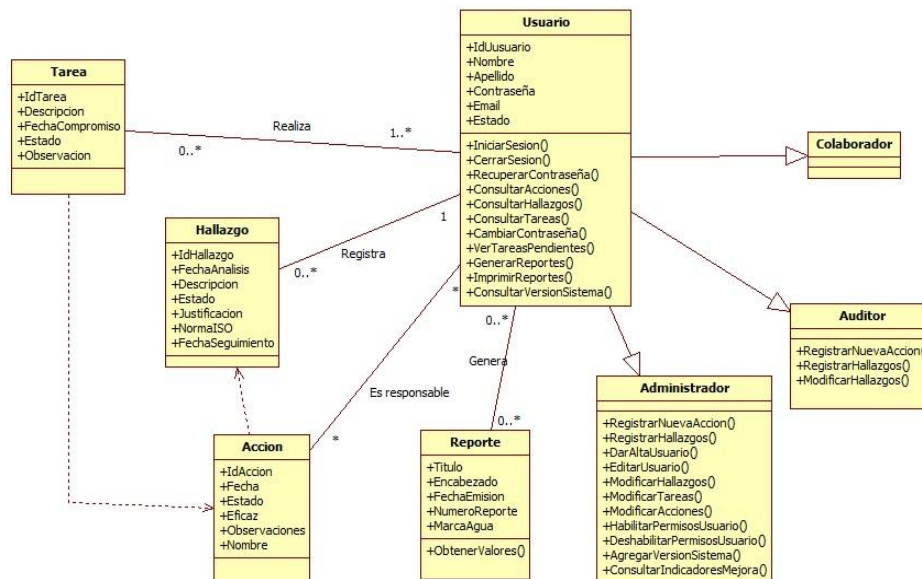 Usuario
+IdUusuario
+Nombre
+Apellido
+Contraseña
+Email
+Estado
+IniciarSesion()
+CerrarSesion()
+RecuperarContraseña()
+ConsultarAcciones()
+ConsultarHallazgos()
+ConsultarTareas()
+CambiarContraseña()
+VerTareasPendientes()
+GenerarReportes()
+ImprimirReportes()
+ConsultarVersionSistema()
Tarea
+IdTarea
+Descripcion
+FechaCompromiso
+Estado
+Observacion
Realiza
0..*
1..*
Colaborador
Hallazgo
+IdHallazgo
+FechaAnalisis
+Descripcion
+Estado
+Justificacion
+NormaISO
+FechaSeguimiento
1
0..*
Registra
*
Es responsable
*
0..*
Genera
0..*
Auditor
+RegistrarNuevaAccion()
+RegistrarHallazgos()
+ModificarHallazgos()
Administrador
+RegistrarNuevaAccion()
+RegistrarHallazgos()
+DarAltaUsuario()
+EditarUsuario()
+ModificarHallazgos()
+ModificarTareas()
+ModificarAcciones()
+HabilitarPermisosUsuario()
+DeshabilitarPermisosUsuario()
+AgregarVersionSistema()
+ConsultarIndicadoresMejora()
Accion
+IdAccion
+Fecha
+Estado
+Eficaz
+Observaciones
+Nombre
Reporte
+Titulo
+Encabezado
+FechaEmision
+NumeroReporte
+MarcaAgua
+ObtenerValores()